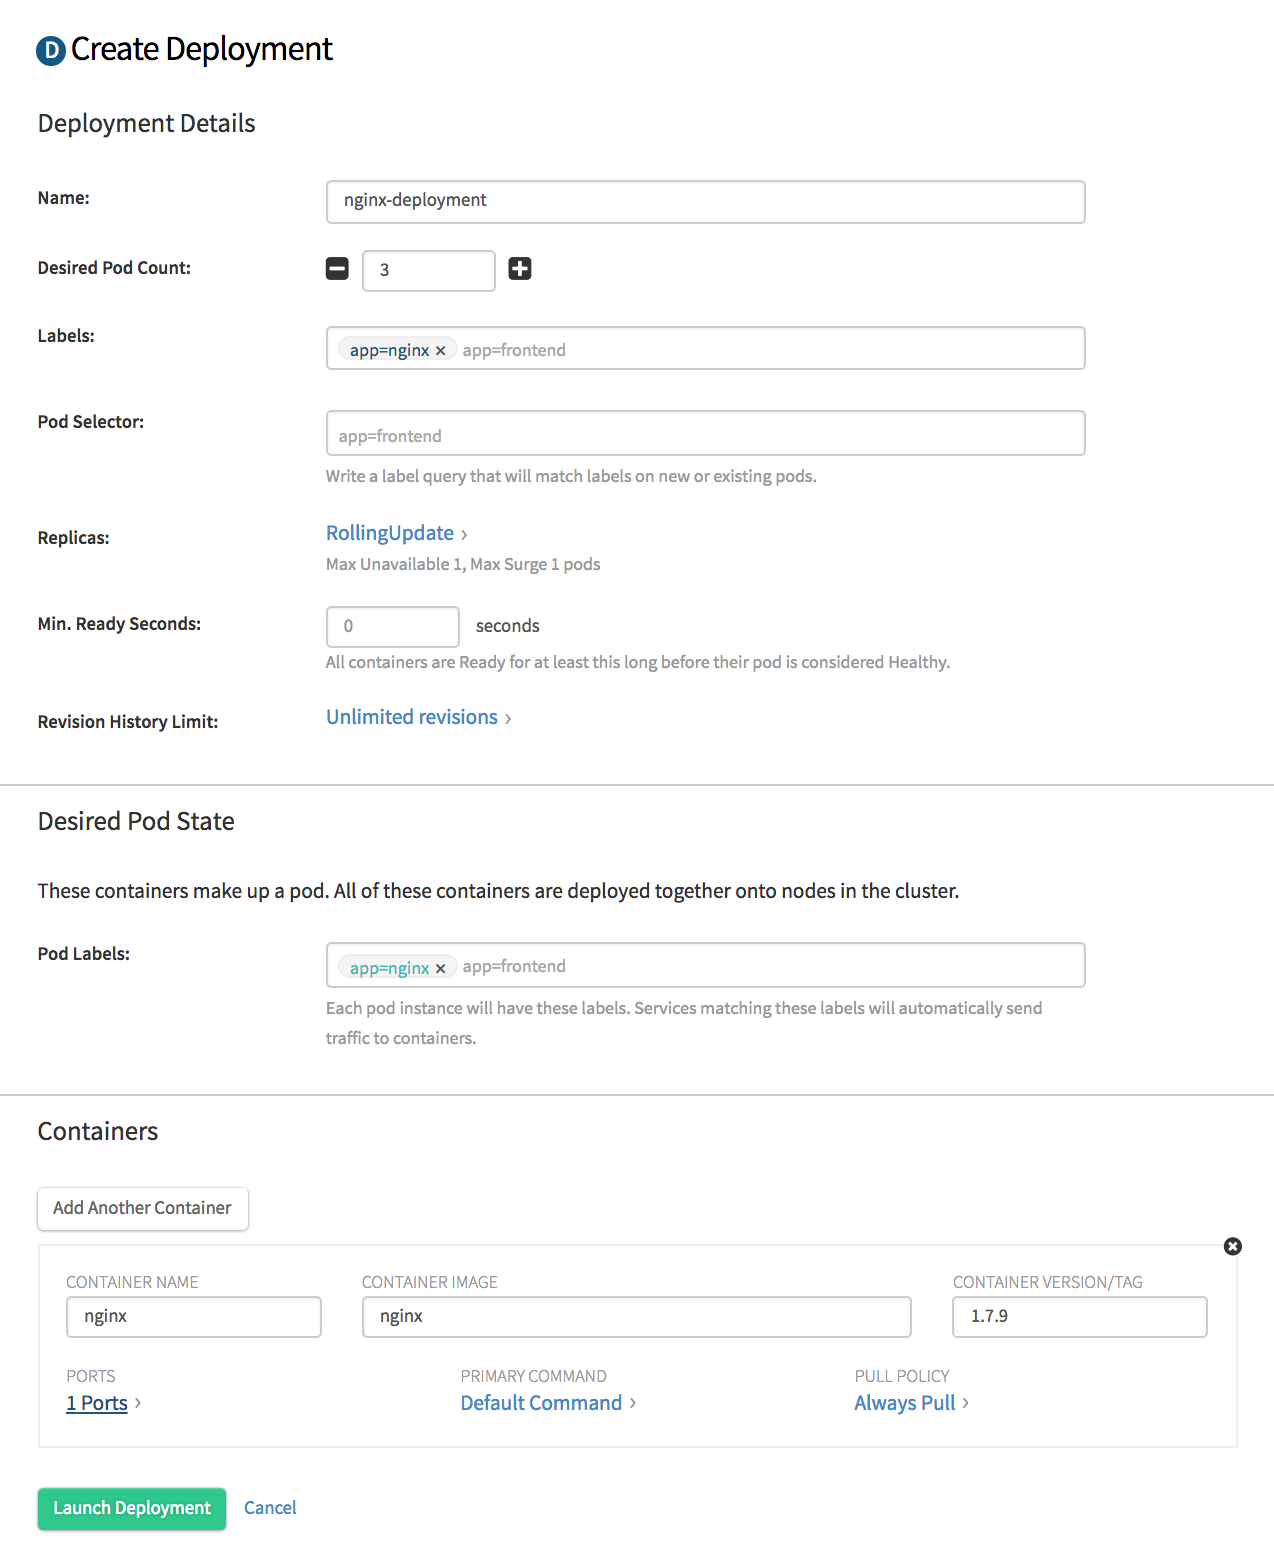 D Create Deployment
Deployment Details
Name:
nginx-deployment
Desired Pod Count:
3
Labels:
app=nginx × app=frontend
Pod Selector:
app=frontend
Write a label query that will match labels on new or existing pods.
Replicas:
RollingUpdate ›
Max Unavailable 1, Max Surge 1 pods
Min. Ready Seconds:
0 seconds
All containers are Ready for at least this long before their pod is considered Healthy.
Revision History Limit:
Unlimited revisions ›
Desired Pod State
These containers make up a pod. All of these containers are deployed together onto nodes in the cluster.
Pod Labels:
app=nginx × app=frontend
Each pod instance will have these labels. Services matching these labels will automatically send
traffic to containers.
Containers
Add Another Container
CONTAINER NAME
nginx
CONTAINER IMAGE
nginx
CONTAINER VERSION/TAG
1.7.9
PORTS
1 Ports ›
PRIMARY COMMAND
Default Command ›
PULL POLICY
Always Pull ›
Launch Deployment
Cancel